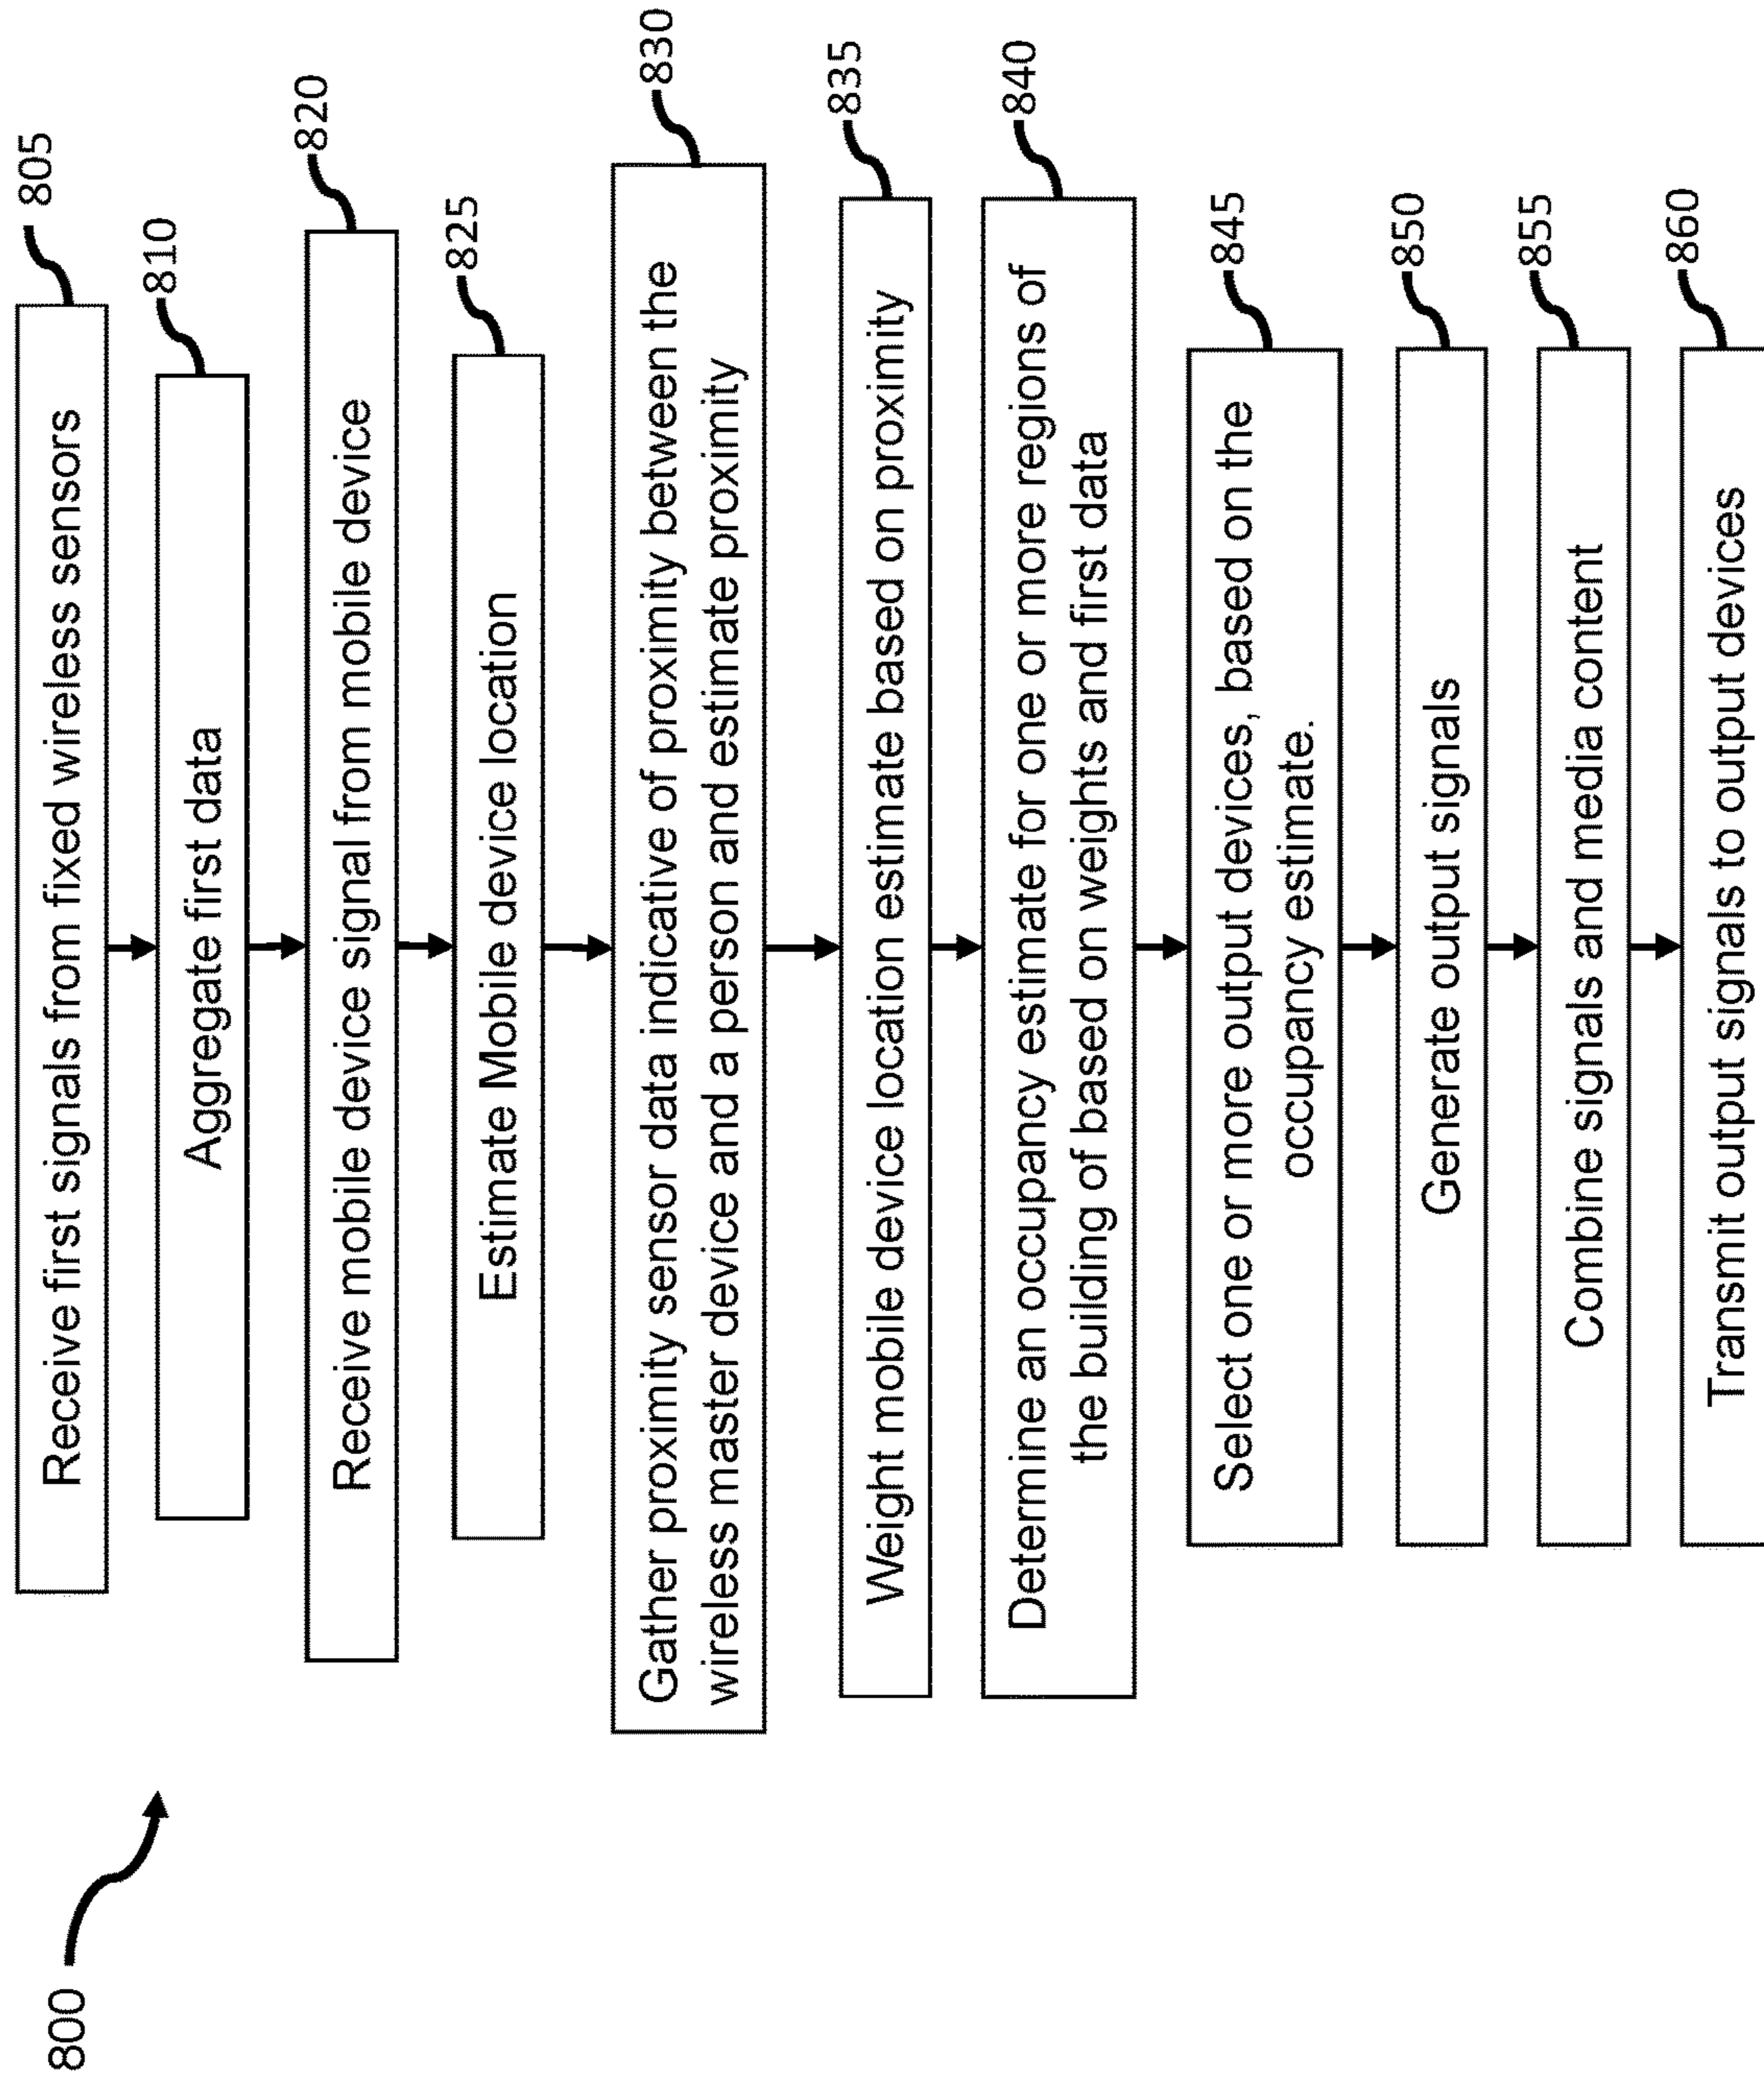 800
Receive first signals from fixed wireless sensors
805
Aggregate first data
810
Receive mobile device signal from mobile device
820
Estimate Mobile device location
825
Gather proximity sensor data indicative of proximity between the
wireless master device and a person and estimate proximity
830
Weight mobile device location estimate based on proximity
835
Determine an occupancy estimate for one or more regions of
the building of based on weights and first data
840
Select one or more output devices, based on the
occupancy estimate.
845
Generate output signals
850
Combine signals and media content
855
Transmit output signals to output devices
860